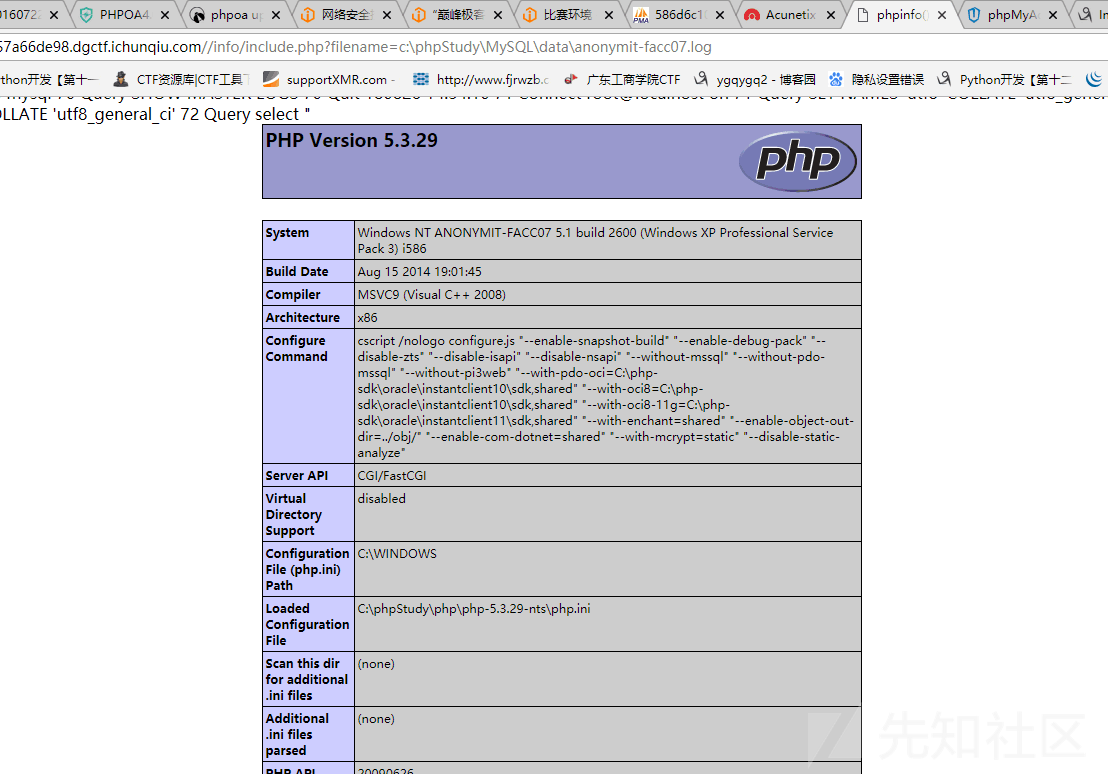 016072
PHPOA4
phpoa up
网络安全
“巅峰极客
比赛环境
586d6c1
Acunetix
phpinfo()
phpMyAc
57a66de98.dgctf.ichunqiu.com//info/include.php?filename=c:\phpStudy\MySQL\data\anonymit-facc07.log
thon开发【第十一
CTF资源库|CTF工具
supportXMR.com -
http://www.fjrwzb.c
广东工商学院CTF
ygqygq2 - 博客园
隐私设置错误
Python开发【第十二
OLLATE 'utf8_general_ci' 72 Query select "
PHP Version 5.3.29
php
System
Windows NT ANONYMIT-FACC07 5.1 build 2600 (Windows XP Professional Service
Pack 3) i586
Build Date
Aug 15 2014 19:01:45
Compiler
MSVC9 (Visual C++ 2008)
Architecture
x86
Configure
Command
cscript /nologo configure.js "--enable-snapshot-build" "--enable-debug-pack" "--
disable-zts" "--disable-isapi" "--disable-nsapi" "--without-mssql" "--without-pdo-
mssql" "--without-pi3web" "--with-pdo-oci=C:\php-
sdk\oracle\instantclient10\sdk,shared" "--with-oci8=C:\php-
sdk\oracle\instantclient10\sdk,shared" "--with-oci8-11g=C:\php-
sdk\oracle\instantclient11\sdk,shared" "--with-enchant=shared" "--enable-object-out-
dir=../obj/" "--enable-com-dotnet=shared" "--with-mcrypt=static" "--disable-static-
analyze"
Server API
CGI/FastCGI
Virtual
Directory
Support
disabled
Configuration
File (php.ini)
Path
C:\WINDOWS
Loaded
Configuration
File
C:\phpStudy\php\php-5.3.29-nts\php.ini
Scan this dir
for additional
.ini files
(none)
Additional
.ini files
parsed
(none)
PHP API
20090626
先知社区